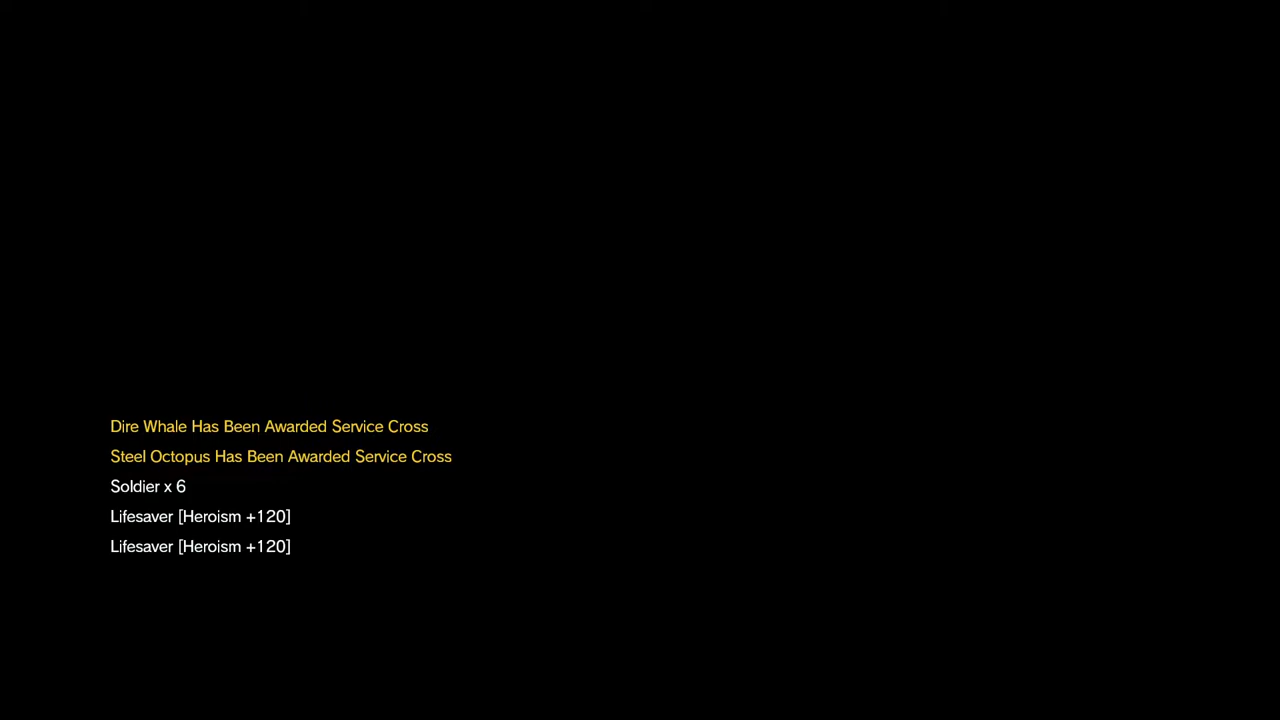 Dire Whale Has Been Awarded Service Cross
Steel Octopus Has Been Awarded Service Cross
Soldier x 6
Lifesaver [Heroism +120]
Lifesaver [Heroism +120]